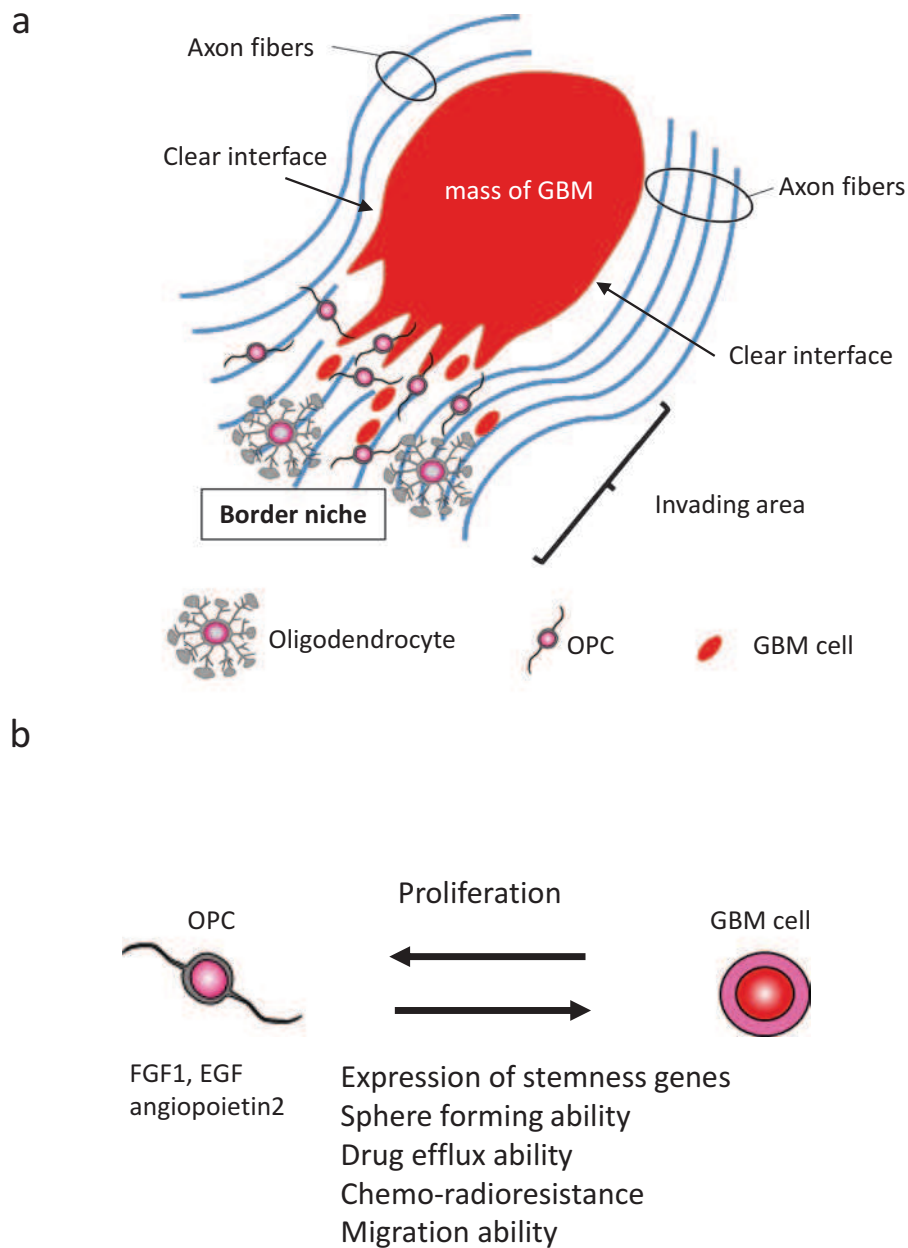 a
Axon fibers
Clear interface
mass of GBM
Axon fibers
Clear interface
Border niche
Invading area
Oligodendrocyte
OPC
GBM cell
b
Proliferation
OPC
GBM cell
FGF1, EGF
angiopoietin2
Expression of stemness genes
Sphere forming ability
Drug efflux ability
Chemo-radioresistance
Migration ability